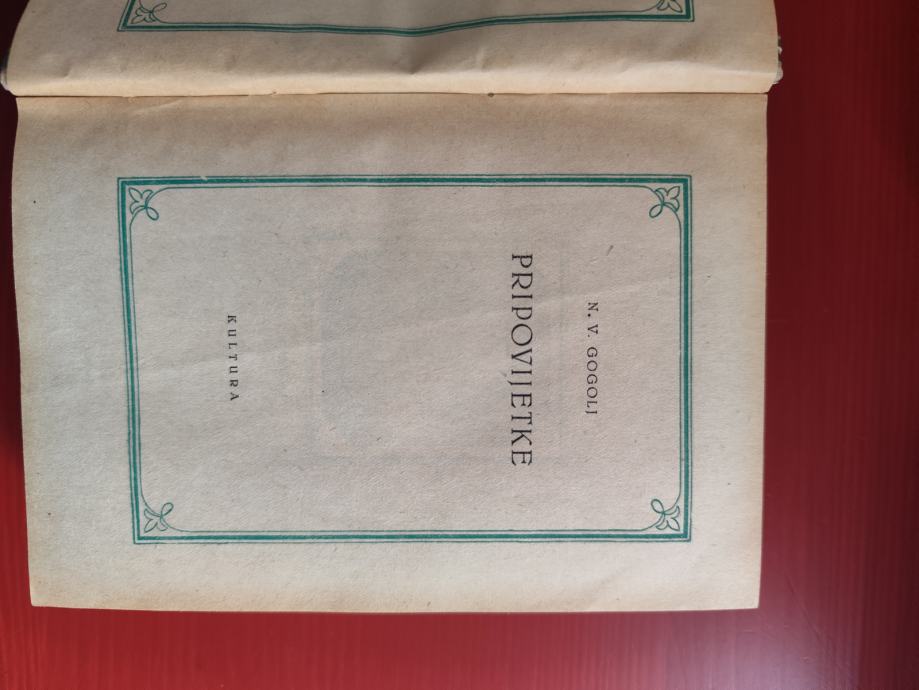 N. V. GOGOLJ
PRIPOVIJETKE
KULTURA